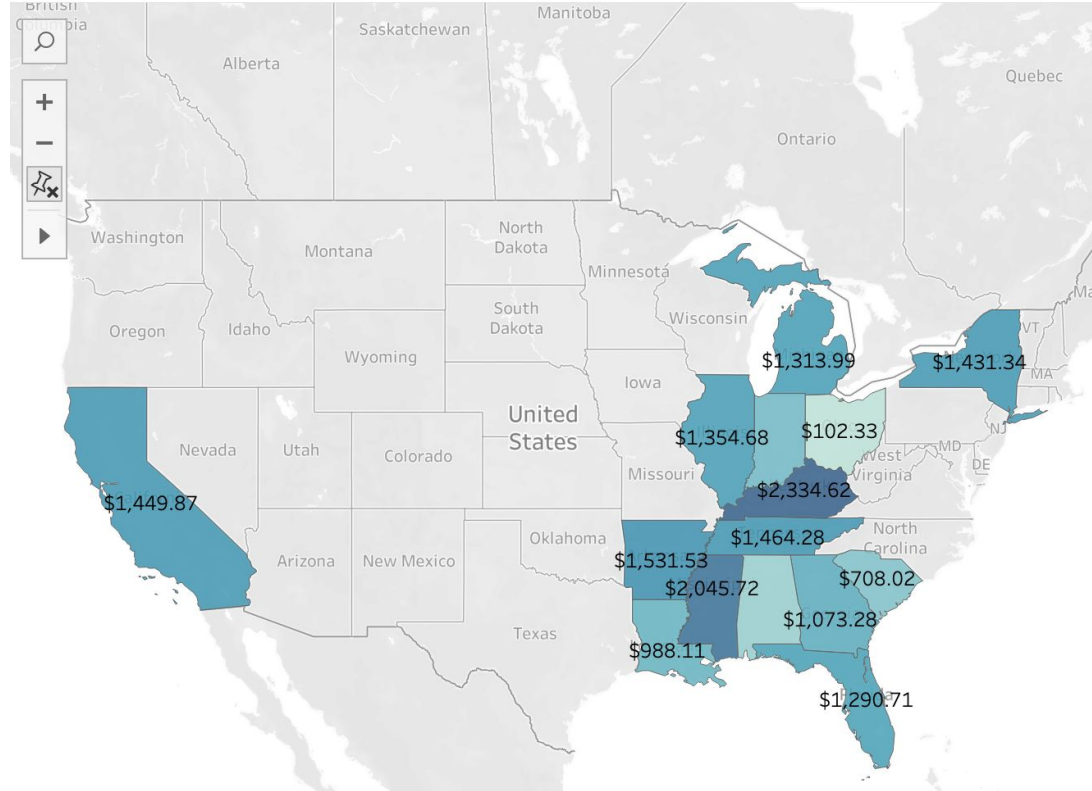 British
Columbia
Manitoba
Saskatchewan
Alberta
Quebec
Ontario
Washington
Montana
North
Dakota
Minnesota
South
Dakota
Wisconsin
VT
Oregon
Idaho
Wyoming
$1,313.99
$1,431.34
MA
Iowa
United
States
NJ
Nevada
Utah
Colorado
$1,354.68
$102.33
MD
West
Virginia
DE
Missouri
$2,334.62
$1,449.87
Arizona
New Mexico
Oklahoma
$1,464.28
North
Carolina
$1,531.53
$2,045.72
$708.02
$1,073.28
Texas
$988.11
$1,290.71